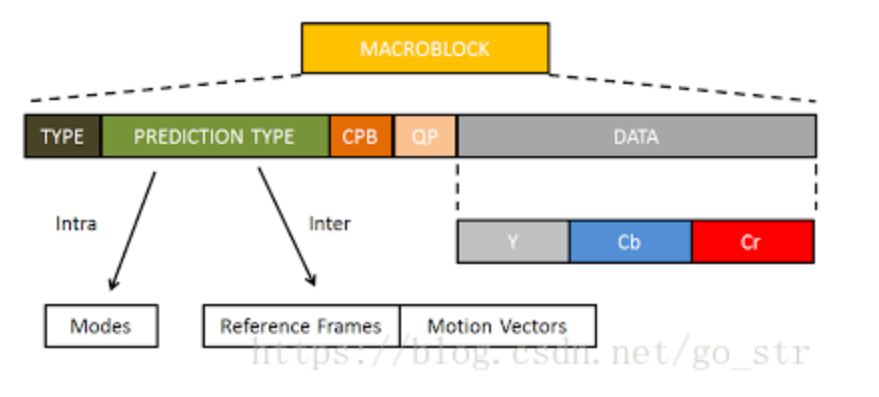 MACROBLOCK
TYPE PREDICTION TYPE CPB QP DATA
Intra Inter
Y Cb Cr
Modes Reference Frames Motion Vectors
https://blog.csdn.net/go_str